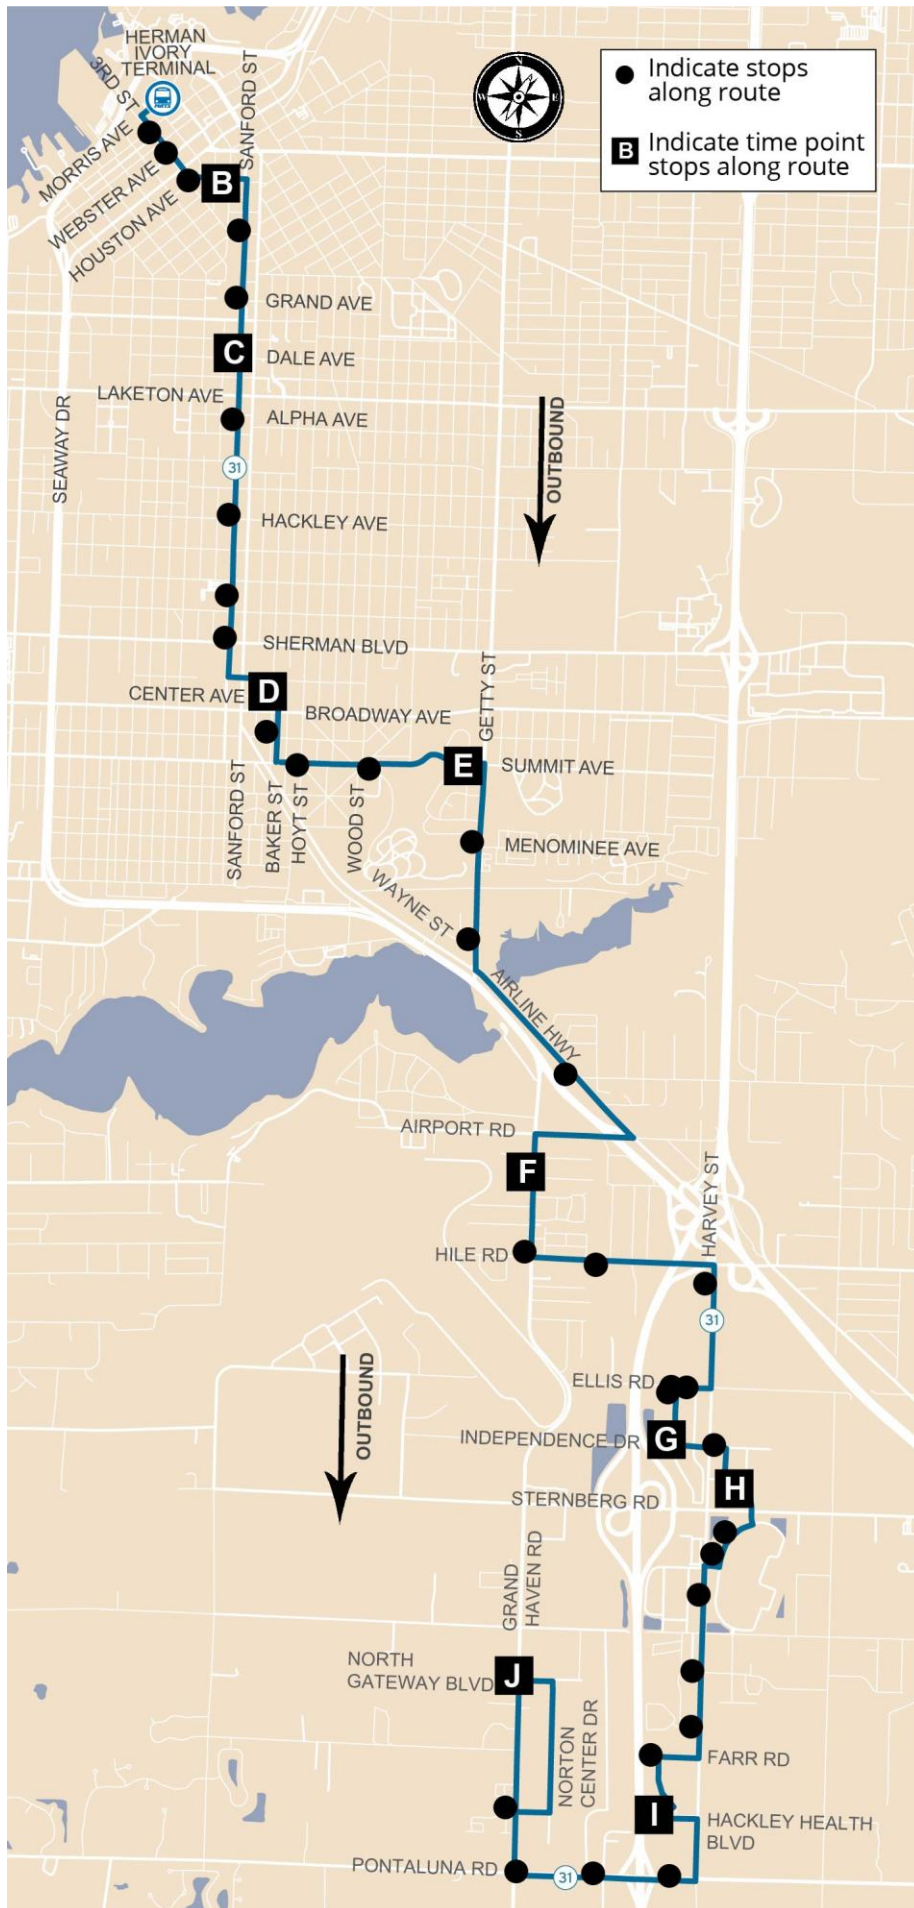 HERMAN
IVORY
TERMINAL
3RD ST
SANFORD ST
N
W
E
S
Indicate stops
along route
B Indicate time point
stops along route
MORRIS AVE
WEBSTER AVE
HOUSTON AVE
B
GRAND AVE
C
DALE AVE
LAKETON AVE
ALPHA AVE
SEAWAY DR
31
OUTBOUND
HACKLEY AVE
SHERMAN BLVD
CENTER AVE
D
BROADWAY AVE
GETTY ST
E
SUMMIT AVE
SANFORD ST
BAKER ST
HOYT ST
WOOD ST
MENOMINEE AVE
WAYNE ST
AIRLINE HWY
AIRPORT RD
F
HARVEY ST
HILE RD
31
OUTBOUND
ELLIS RD
INDEPENDENCE DR
G
H
STERNBERG RD
GRAND
HAVEN RD
NORTH
GATEWAY BLVD
J
NORTON
CENTER DR
FARR RD
I
HACKLEY HEALTH
BLVD
PONTALUNA RD
31